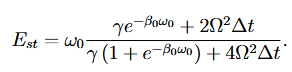 $E_{st} = \omega_0 \frac{\gamma e^{-\beta_0 \omega_0} + 2\Omega^2 \Delta t}{\gamma \left(1 + e^{-\beta_0 \omega_0}\right) + 4\Omega^2 \Delta t}.$